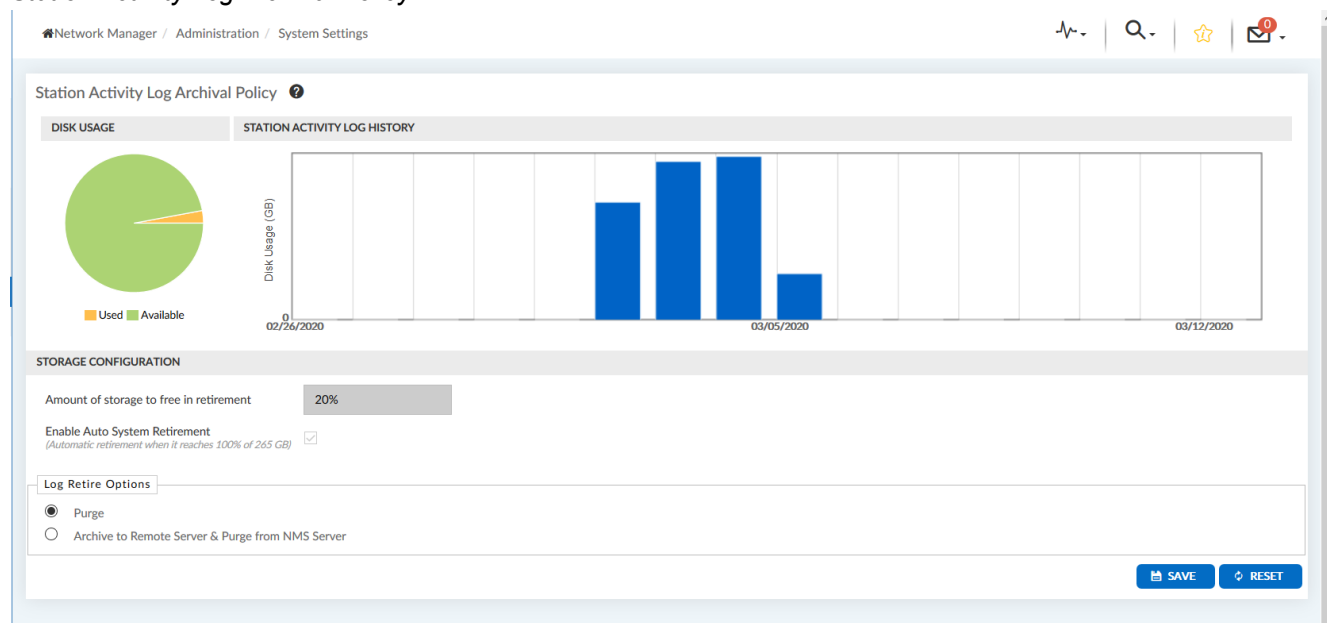 Network Manager / Administration / System Settings
0
Station Activity Log Archival Policy ?
DISK USAGE
STATION ACTIVITY LOG HISTORY
Disk Usage (GB)
0
02/26/2020
03/05/2020
03/12/2020
Used
Available
STORAGE CONFIGURATION
Amount of storage to free in retirement
20%
Enable Auto System Retirement
(Automatic retirement when it reaches 100% of 265 GB)
Log Retire Options
Purge
Archive to Remote Server & Purge from NMS Server
SAVE
RESET